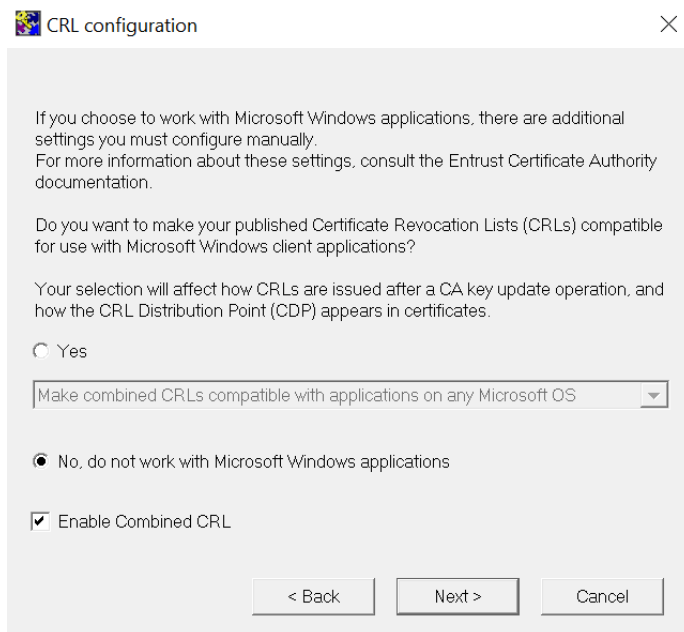 CRL configuration
If you choose to work with Microsoft Windows applications, there are additional
settings you must configure manually.
For more information about these settings, consult the Entrust Certificate Authority
documentation.
Do you want to make your published Certificate Revocation Lists (CRLs) compatible
for use with Microsoft Windows client applications?
Your selection will affect how CRLs are issued after a CA key update operation, and
how the CRL Distribution Point (CDP) appears in certificates.
Yes
Make combined CRLs compatible with applications on any Microsoft OS
No, do not work with Microsoft Windows applications
Enable Combined CRL
< Back Next > Cancel